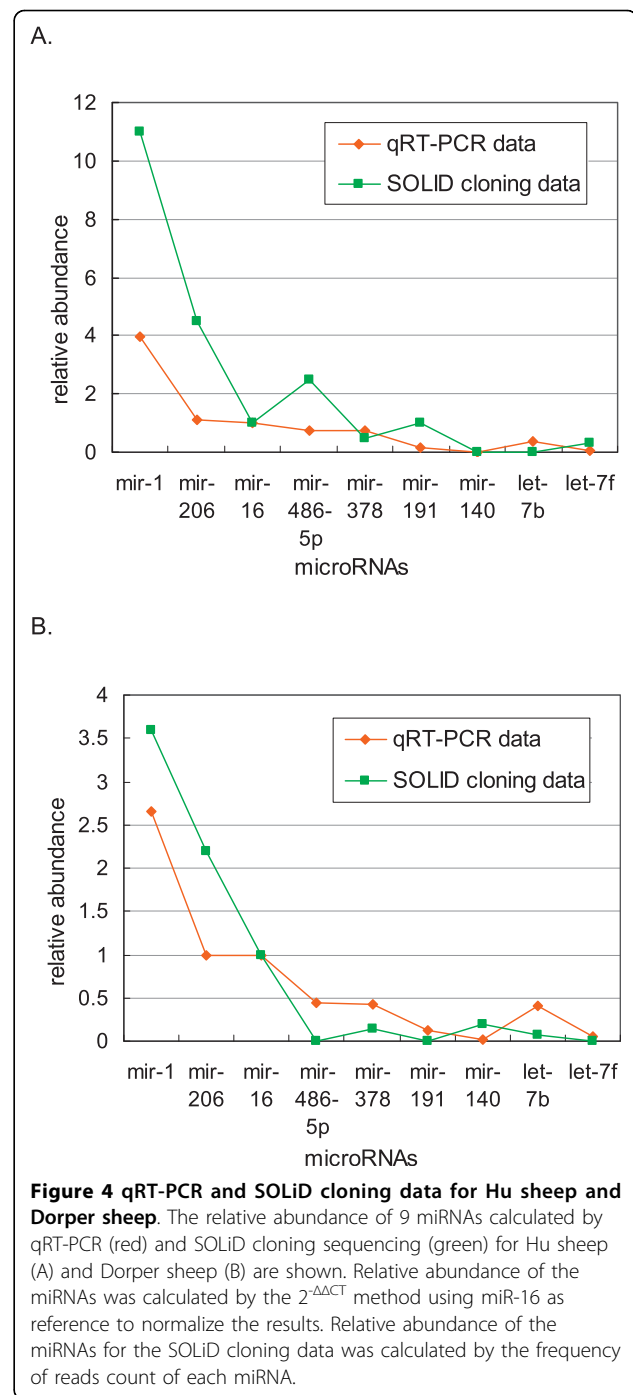 A.
12
10
8
6
4
2
0
relative abundance
qRT-PCR data
SOLID cloning data
mir-1 mir- mir- mir- mir- mir- mir- let- let-7f
206 16 486- 378 191 140 7b
5p
microRNAs
B.
4
3.5
3
2.5
2
1.5
1
0.5
0
relative abundance
qRT-PCR data
SOLID cloning data
mir-1 mir- mir- mir- mir- mir- mir- let- let-7f
206 16 486- 378 191 140 7b
5p
microRNAs
Figure 4 qRT-PCR and SOLiD cloning data for Hu sheep and
Dorper sheep. The relative abundance of 9 miRNAs calculated by
qRT-PCR (red) and SOLiD cloning sequencing (green) for Hu sheep
(A) and Dorper sheep (B) are shown. Relative abundance of the
miRNAs was calculated by the 2-ΔΔCT method using miR-16 as
reference to normalize the results. Relative abundance of the
miRNAs for the SOLiD cloning data was calculated by the frequency
of reads count of each miRNA.